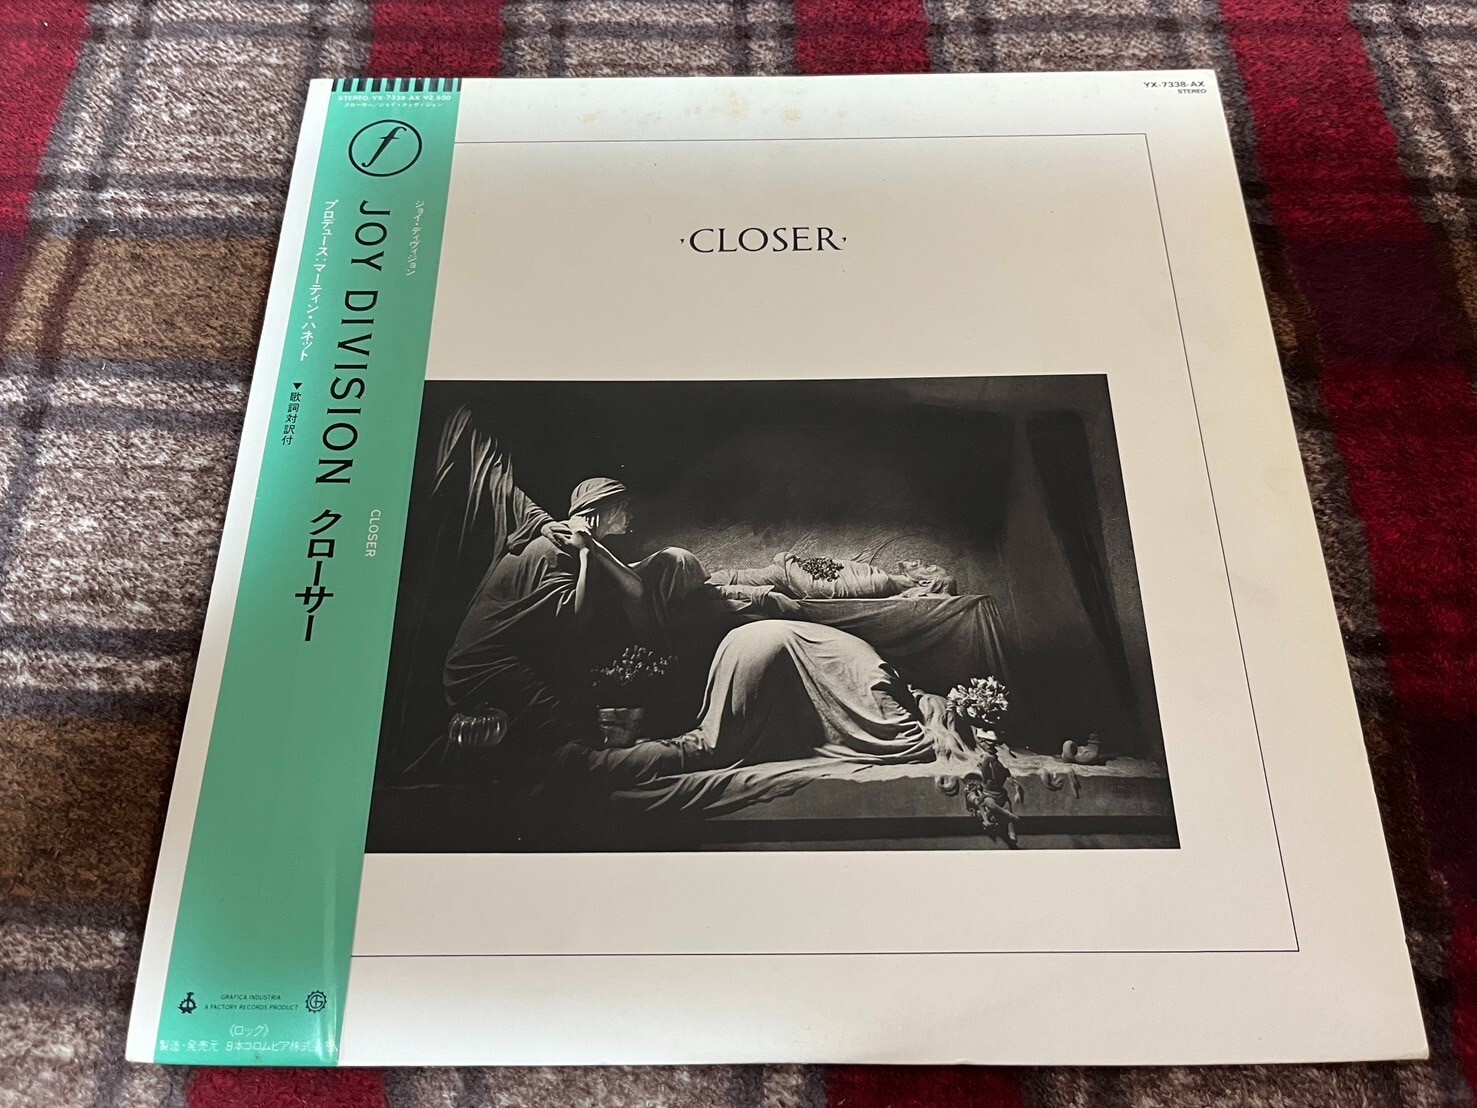 STEREO/YX-7338-AX ¥2,500
クローサー/ジョイ・ディヴィジョン
f
ジョイ・ディヴィジョン
JOY DIVISION クローサー
CLOSER
プロデュース:マーティン・ハネット
▼歌詞対訳付
GRAFICA INDUSTRIA
A FACTORY RECORDS PRODUCT
《ロック》
製造・発売元 日本コロムビア株式
YX-7338-AX
STEREO
,CLOSER,